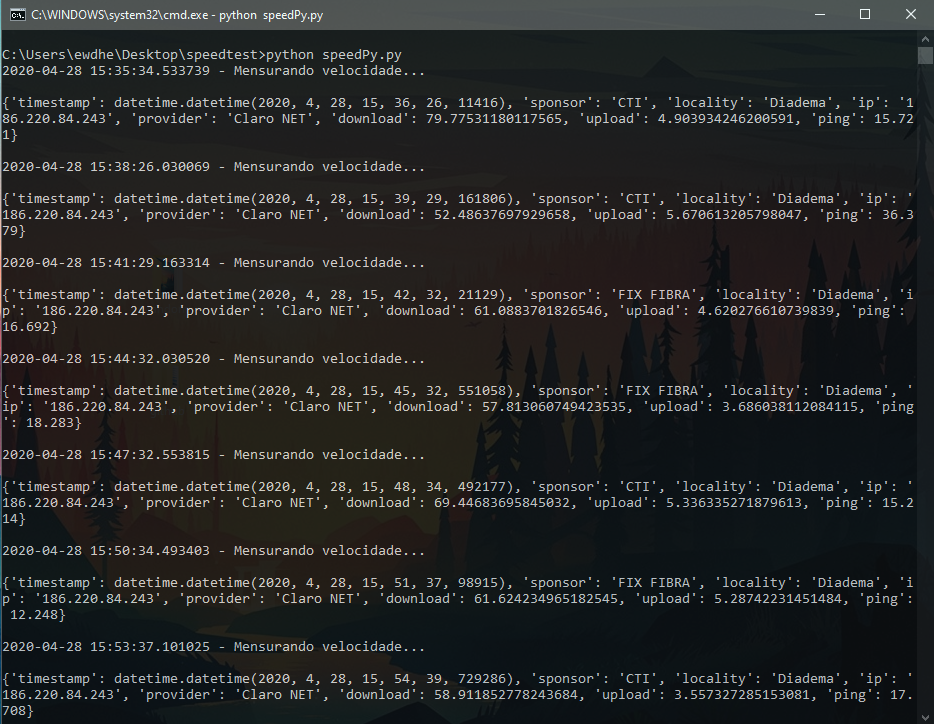 C:\WINDOWS\system32\cmd.exe - python  speedPy.py
C:\Users\ewdhe\Desktop\speedtest>python speedPy.py
2020-04-28 15:35:34.533739 - Mensurando velocidade...
{'timestamp': datetime.datetime(2020, 4, 28, 15, 36, 26, 11416), 'sponsor': 'CTI', 'locality': 'Diadema', 'ip': '1
86.220.84.243', 'provider': 'Claro NET', 'download': 79.77531180117565, 'upload': 4.903934246200591, 'ping': 15.72
1}
2020-04-28 15:38:26.030069 - Mensurando velocidade...
{'timestamp': datetime.datetime(2020, 4, 28, 15, 39, 29, 161806), 'sponsor': 'CTI', 'locality': 'Diadema', 'ip': '
186.220.84.243', 'provider': 'Claro NET', 'download': 52.48637697929658, 'upload': 5.670613205798047, 'ping': 36.3
79}
2020-04-28 15:41:29.163314 - Mensurando velocidade...
{'timestamp': datetime.datetime(2020, 4, 28, 15, 42, 32, 21129), 'sponsor': 'FIX FIBRA', 'locality': 'Diadema', 'i
p': '186.220.84.243', 'provider': 'Claro NET', 'download': 61.0883701826546, 'upload': 4.620276610739839, 'ping':
16.692}
2020-04-28 15:44:32.030520 - Mensurando velocidade...
{'timestamp': datetime.datetime(2020, 4, 28, 15, 45, 32, 551058), 'sponsor': 'FIX FIBRA', 'locality': 'Diadema', '
ip': '186.220.84.243', 'provider': 'Claro NET', 'download': 57.813060749423535, 'upload': 3.686038112084115, 'ping
': 18.283}
2020-04-28 15:47:32.553815 - Mensurando velocidade...
{'timestamp': datetime.datetime(2020, 4, 28, 15, 48, 34, 492177), 'sponsor': 'CTI', 'locality': 'Diadema', 'ip': '
186.220.84.243', 'provider': 'Claro NET', 'download': 69.44683695845032, 'upload': 5.336335271879613, 'ping': 15.2
14}
2020-04-28 15:50:34.493403 - Mensurando velocidade...
{'timestamp': datetime.datetime(2020, 4, 28, 15, 51, 37, 98915), 'sponsor': 'FIX FIBRA', 'locality': 'Diadema', 'i
p': '186.220.84.243', 'provider': 'Claro NET', 'download': 61.624234965182545, 'upload': 5.28742231451484, 'ping':
 12.248}
2020-04-28 15:53:37.101025 - Mensurando velocidade...
{'timestamp': datetime.datetime(2020, 4, 28, 15, 54, 39, 729286), 'sponsor': 'CTI', 'locality': 'Diadema', 'ip': '
186.220.84.243', 'provider': 'Claro NET', 'download': 58.911852778243684, 'upload': 3.557327285153081, 'ping': 17.
708}